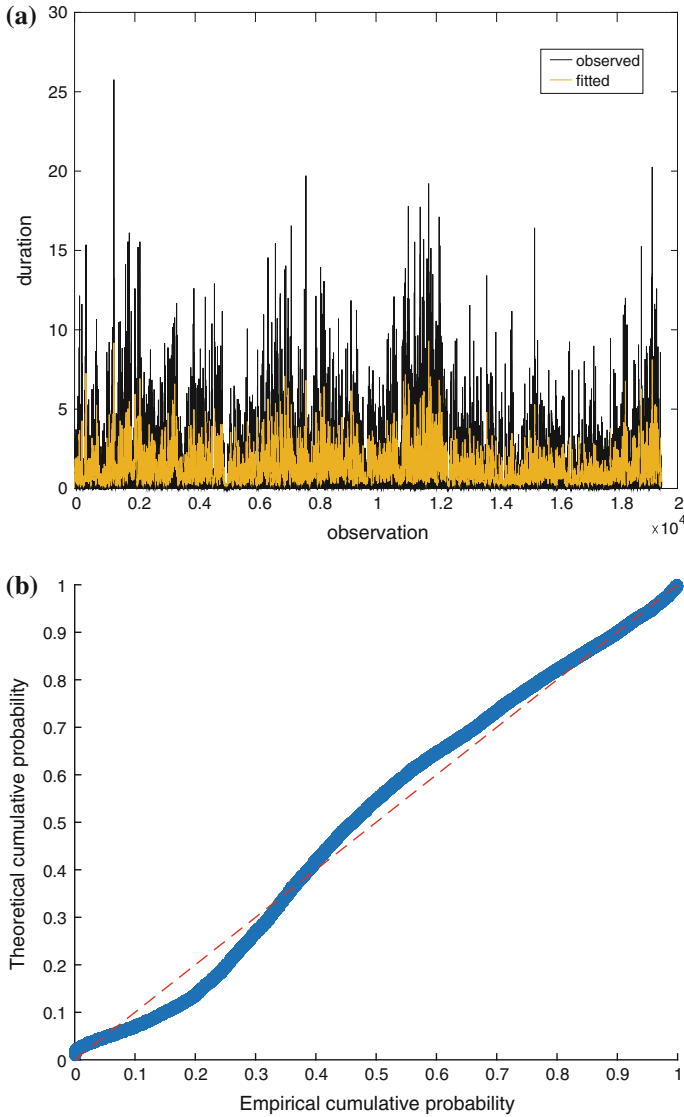 (a)
30
25
20
15
10
5
0
duration
observed
fitted
0 0.2 0.4 0.6 0.8 1.0 1.2 1.4 1.6 1.8 2
×10⁴
observation
(b)
1
0.9
0.8
0.7
0.6
0.5
0.4
0.3
0.2
0.1
0
Theoretical cumulative probability
0 0.1 0.2 0.3 0.4 0.5 0.6 0.7 0.8 0.9 1
Empirical cumulative probability